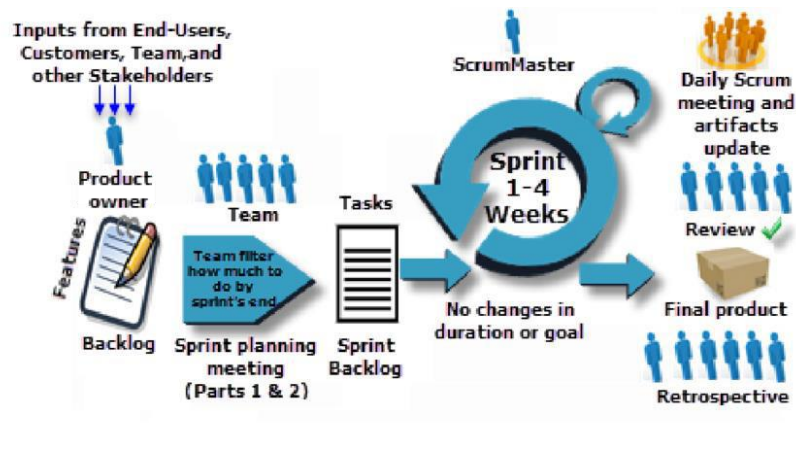 Inputs from End-Users,
Customers, Team,and
other Stakeholders
Product
owner
Features
Backlog
Team
Team filter
how much to
do by
sprint's end
Sprint planning
meeting
(Parts 1 & 2)
Tasks
Sprint
Backlog
ScrumMaster
Sprint
1-4
Weeks
No changes in
duration or goal
Daily Scrum
meeting and
artifacts
update
Review
Final product
Retrospective